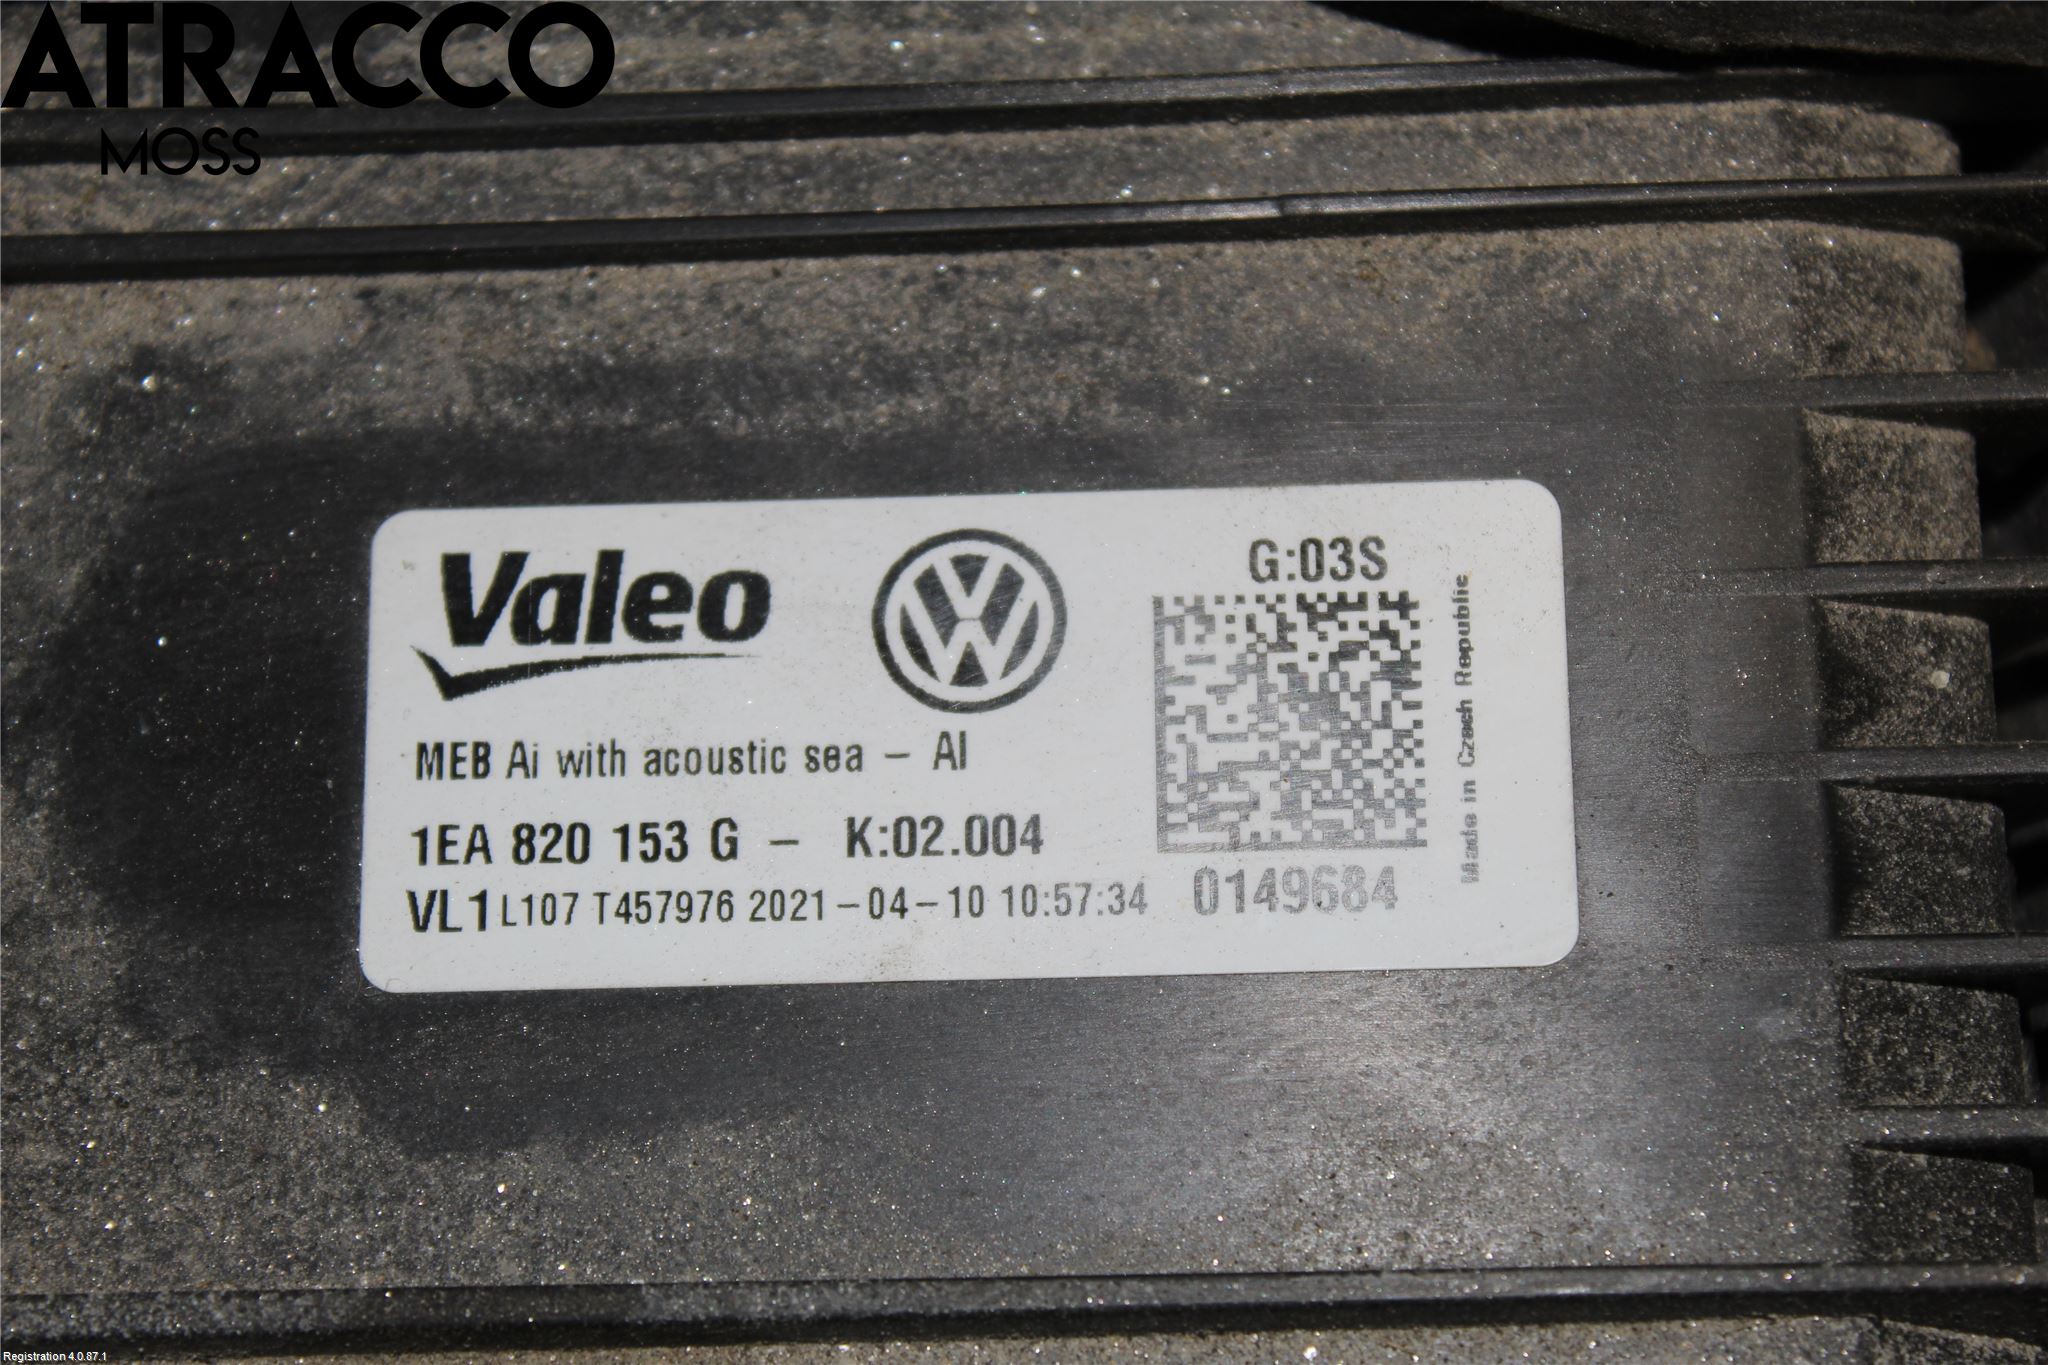 ATRACCO
MOSS
Valeo
G:03S
Made in Czech Republic
MEB Ai with acoustic sea – AI
1EA 820 153 G – K:02.004
VL1 L107 T457976 2021-04-10 10:57:34 0149684
Registration 4.0.87.1